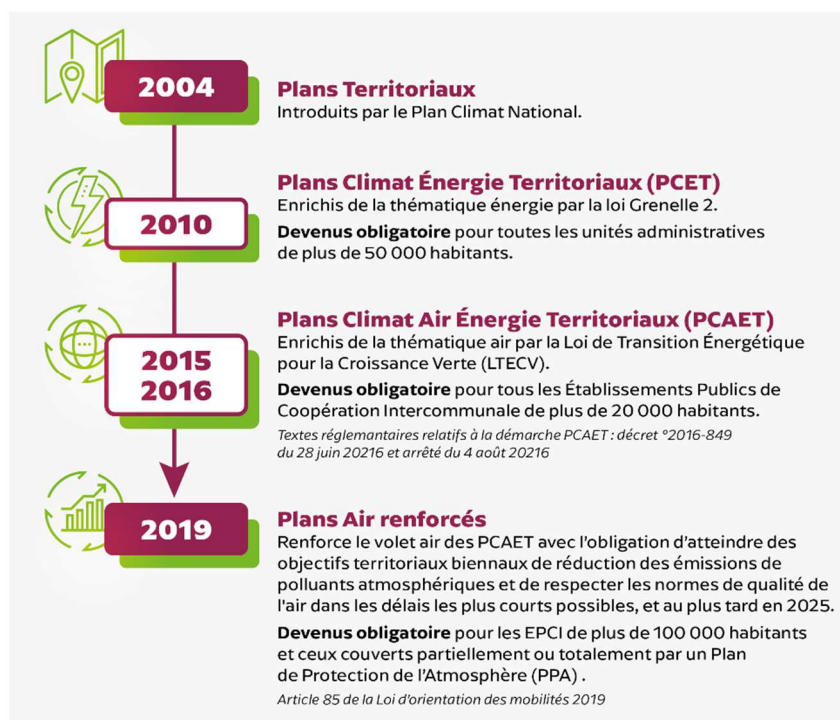 2004
Plans Territoriaux
Introduits par le Plan Climat National.
2010
Plans Climat Énergie Territoriaux (PCET)
Enrichis de la thématique énergie par la loi Grenelle 2.
Devenus obligatoire pour toutes les unités administratives
de plus de 50 000 habitants.
2015
2016
Plans Climat Air Énergie Territoriaux (PCAET)
Enrichis de la thématique air par la Loi de Transition Énergétique
pour la Croissance Verte (LTECV).
Devenus obligatoire pour tous les Établissements Publics de
Coopération Intercommunale de plus de 20 000 habitants.
Textes réglemantaires relatifs à la démarche PCAET : décret °2016-849
du 28 juin 20216 et arrêté du 4 août 20216
2019
Plans Air renforcés
Renforce le volet air des PCAET avec l'obligation d'atteindre des
objectifs territoriaux biennaux de réduction des émissions de
polluants atmosphériques et de respecter les normes de qualité de
l'air dans les délais les plus courts possibles, et au plus tard en 2025.
Devenus obligatoire pour les EPCI de plus de 100 000 habitants
et ceux couverts partiellement ou totalement par un Plan
de Protection de l'Atmosphère (PPA) .
Article 85 de la Loi d'orientation des mobilités 2019